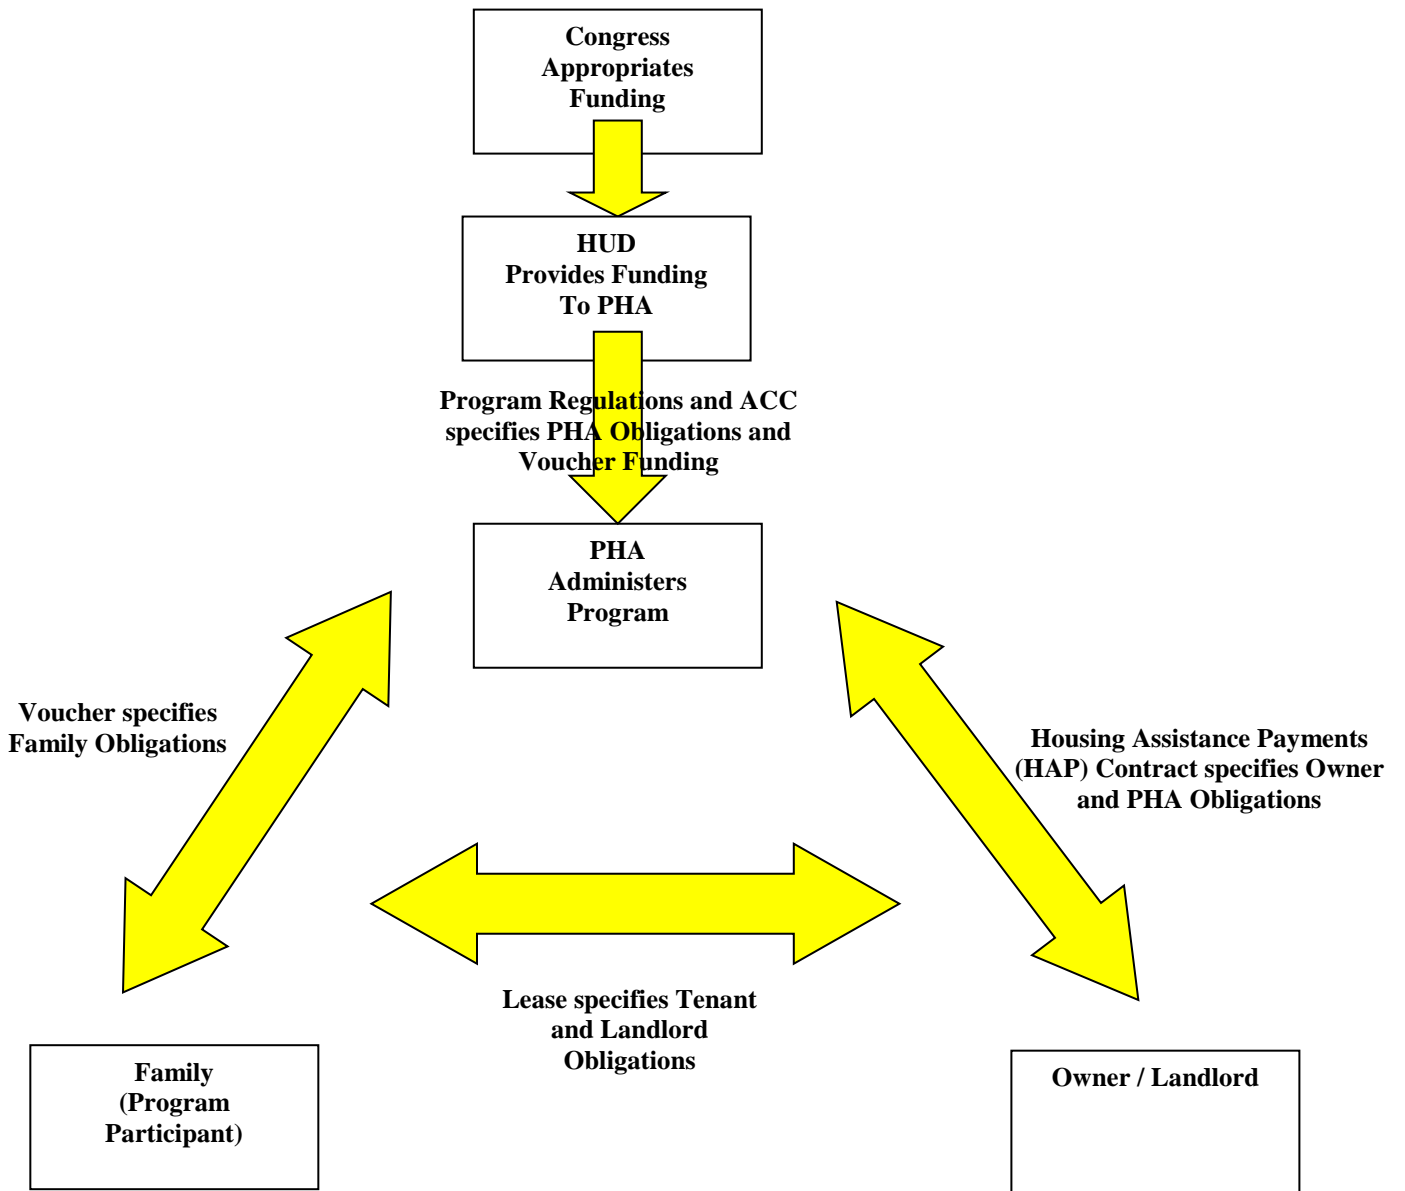 Congress
Appropriates
Funding
HUD
Provides Funding
To PHA
Program Regulations and ACC
specifies PHA Obligations and
Voucher Funding
PHA
Administers
Program
Voucher specifies
Family Obligations
Housing Assistance Payments
(HAP) Contract specifies Owner
and PHA Obligations
Lease specifies Tenant
and Landlord
Obligations
Family
(Program
Participant)
Owner / Landlord